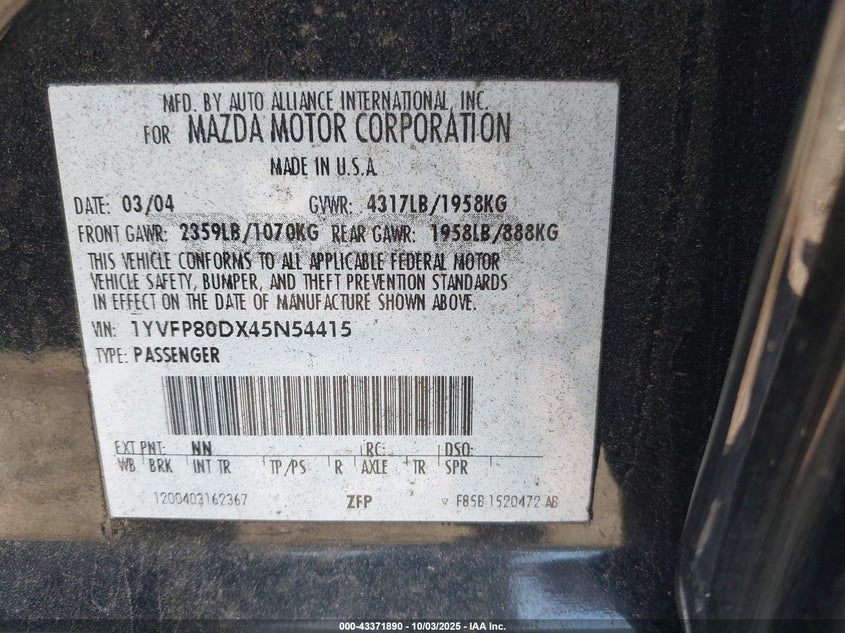 MFD. BY AUTO ALLIANCE INTERNATIONAL, INC.
FOR MAZDA MOTOR CORPORATION
MADE IN U.S.A.
DATE: 03/04 GVWR: 4317LB/1958KG
FRONT GAWR: 2359LB/1070KG REAR GAWR: 1958LB/888KG
THIS VEHICLE CONFORMS TO ALL APPLICABLE FEDERAL MOTOR
VEHICLE SAFETY, BUMPER, AND THEFT PREVENTION STANDARDS
IN EFFECT ON THE DATE OF MANUFACTURE SHOWN ABOVE.
VIN: 1YVFP80DX45N54415
TYPE: PASSENGER
EXT PNT: NN RC: DSO:
WB BRK INT TR TP/PS R AXLE TR SPR
1200403162367 ZFP F85B 1520472 AB
000-43371890 - 10/03/2025 - IAA Inc.